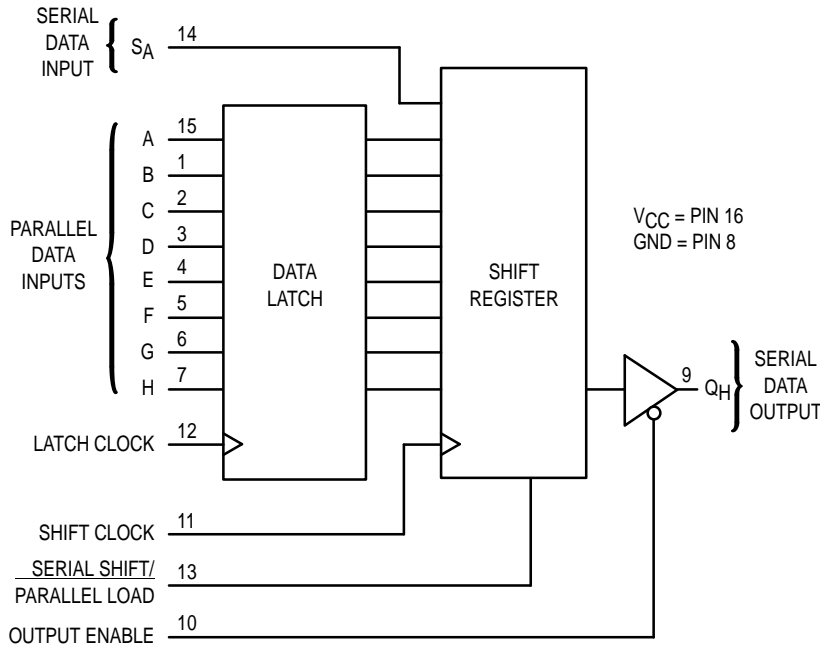 SERIAL
DATA
INPUT
SA 14
PARALLEL
DATA
INPUTS
A 15
B 1
C 2
D 3
E 4
F 5
G 6
H 7
DATA
LATCH
SHIFT
REGISTER
VCC = PIN 16
GND = PIN 8
9 QH
SERIAL
DATA
OUTPUT
LATCH CLOCK 12
SHIFT CLOCK 11
SERIAL SHIFT/
PARALLEL LOAD 13
OUTPUT ENABLE 10